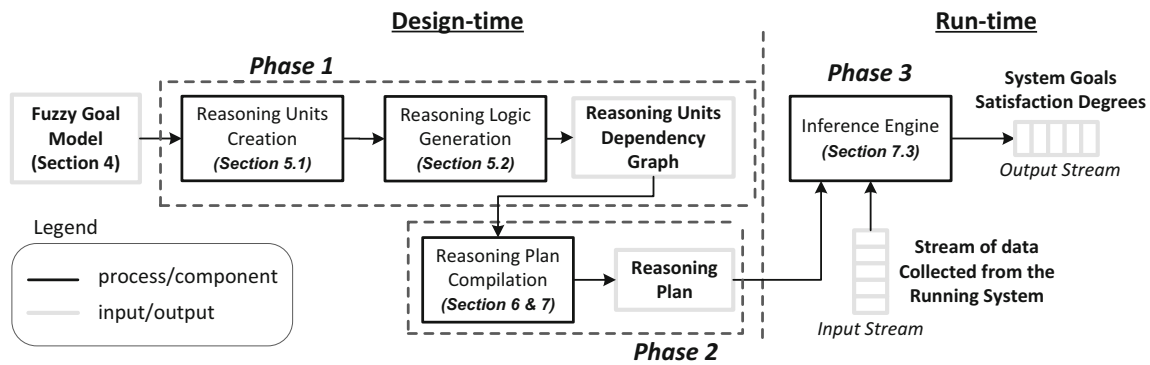 Design-time
Run-time
Phase 1
Phase 3
Fuzzy Goal
Model
(Section 4)
Reasoning Units
Creation
(Section 5.1)
Reasoning Logic
Generation
(Section 5.2)
Reasoning Units
Dependency
Graph
Inference Engine
(Section 7.3)
System Goals
Satisfaction Degrees
Output Stream
Legend
process/component
input/output
Reasoning Plan
Compilation
(Section 6 & 7)
Reasoning
Plan
Phase 2
Stream of data
Collected from the
Running System
Input Stream